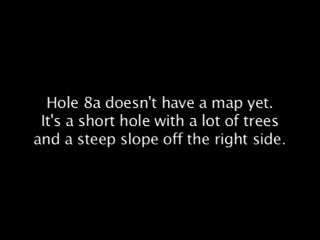 Hole 8a doesn't have a map yet.
It's a short hole with a lot of trees
and a steep slope off the right side.